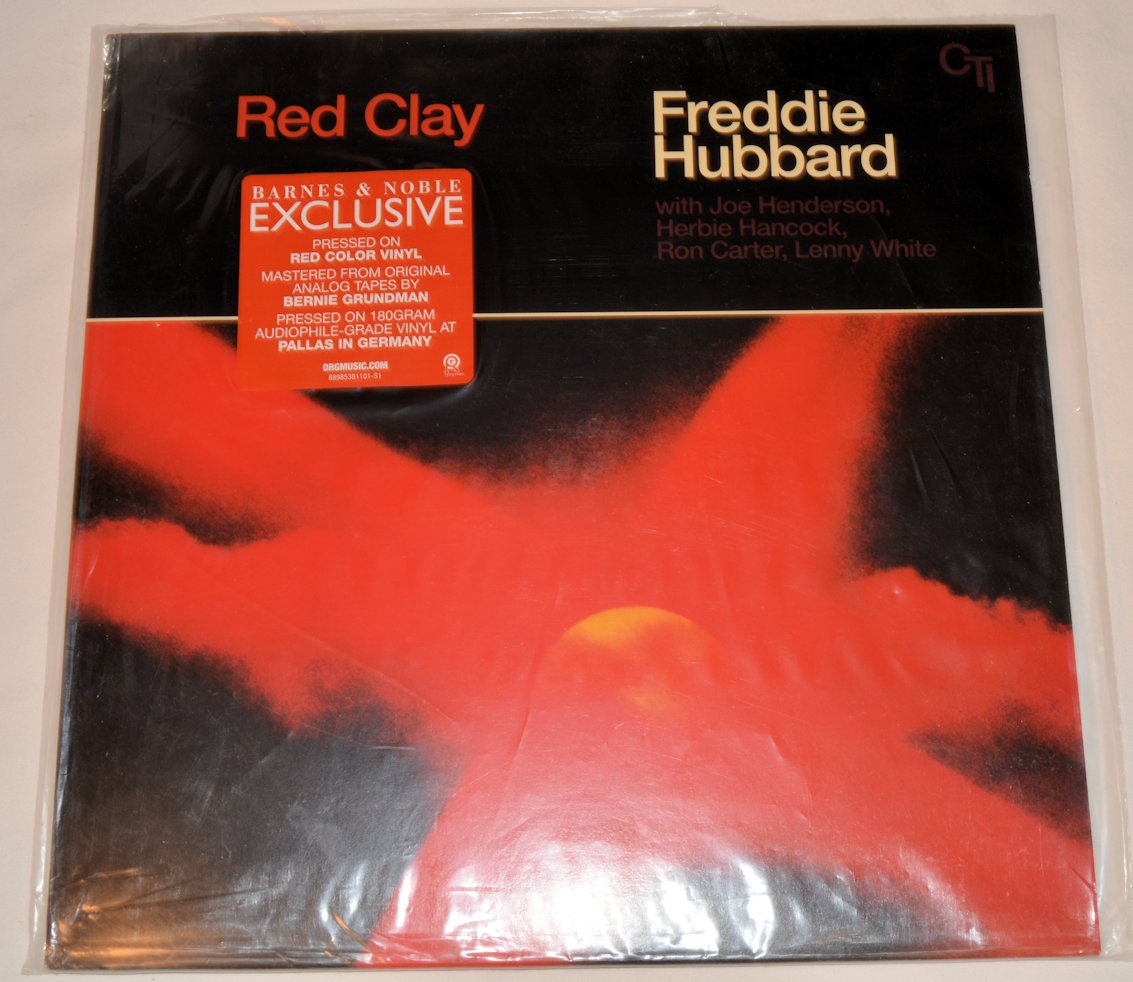 CTI
Red Clay
Freddie
Hubbard
with Joe Henderson,
Herbie Hancock,
Ron Carter, Lenny White
BARNES & NOBLE
EXCLUSIVE
PRESSED ON
RED COLOR VINYL
MASTERED FROM ORIGINAL
ANALOG TAPES BY
BERNIE GRUNDMAN
PRESSED ON 180GRAM
AUDIOPHILE-GRADE VINYL AT
PALLAS IN GERMANY
ORGMUSIC.COM
88985381101-S1